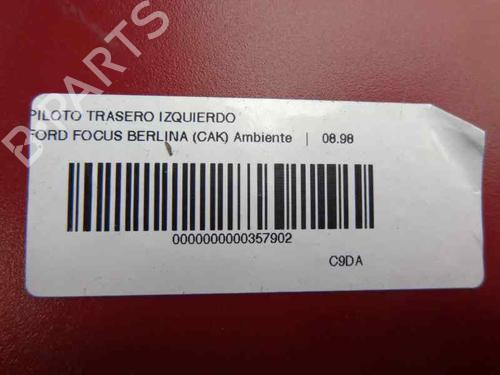 B PARTS
PILOTO TRASERO IZQUIERDO
FORD FOCUS BERLINA (CAK) Ambiente | 08.98
0000000000357902
C9DA